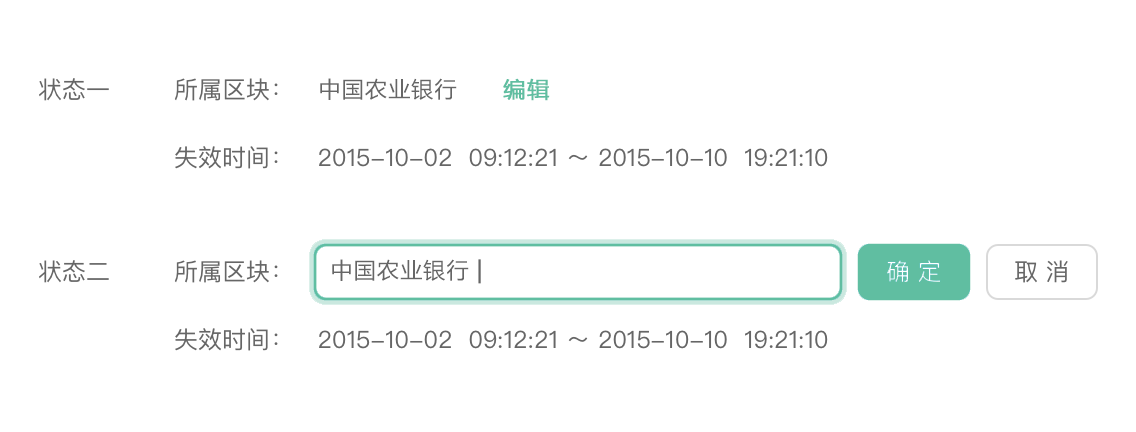 状态一 所属区块： 中国农业银行 编辑
失效时间： 2015-10-02 09:12:21 ～ 2015-10-10 19:21:10
状态二 所属区块： 中国农业银行 确 定 取 消
失效时间： 2015-10-02 09:12:21 ～ 2015-10-10 19:21:10